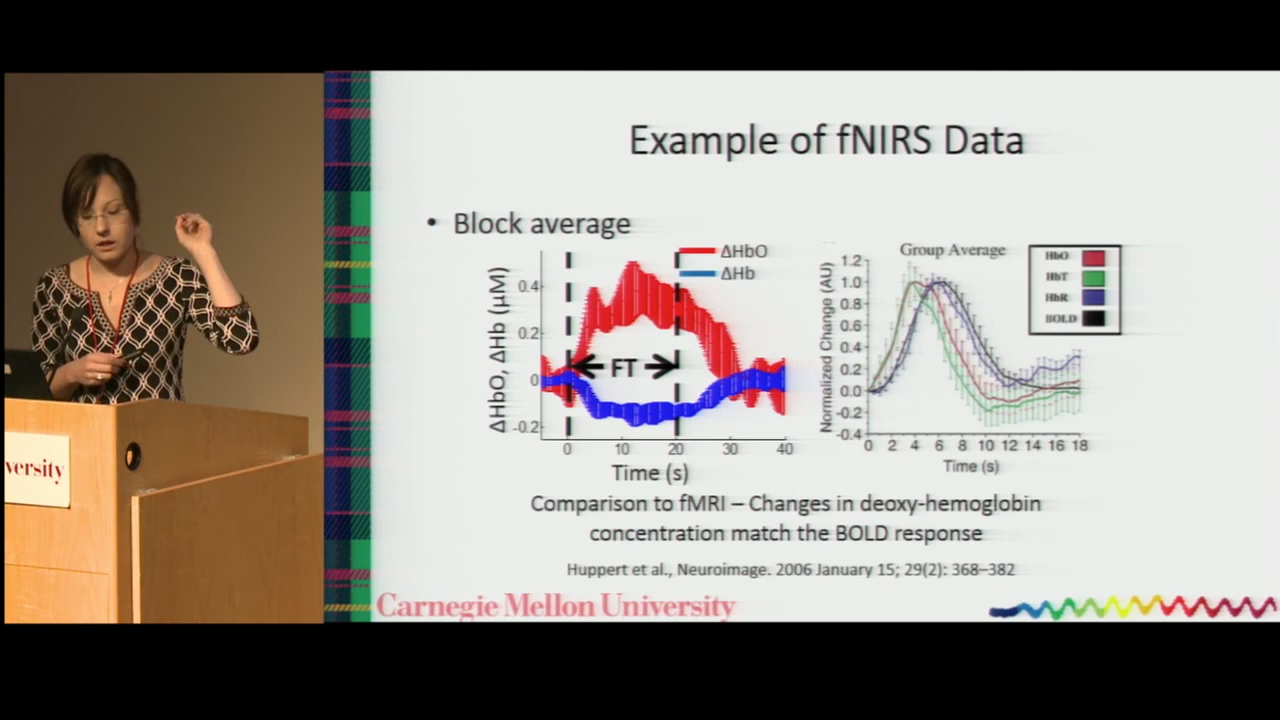 Example of fNIRS Data
• Block average
ΔHbO
ΔHb
ΔHbO, ΔHb (µM)
0.4
0.2
0
-0.2
FT
0 10 20 30 40
Time (s)
Group Average
HbO
HbT
HbR
BOLD
Normalized Change (AU)
1.2
1.0
0.8
0.6
0.4
0.2
0.0
-0.2
-0.4
0 2 4 6 8 10 12 14 16 18
Time (s)
Comparison to fMRI – Changes in deoxy-hemoglobin
concentration match the BOLD response
Huppert et al., Neuroimage. 2006 January 15; 29(2): 368–382
Carnegie Mellon University
versity